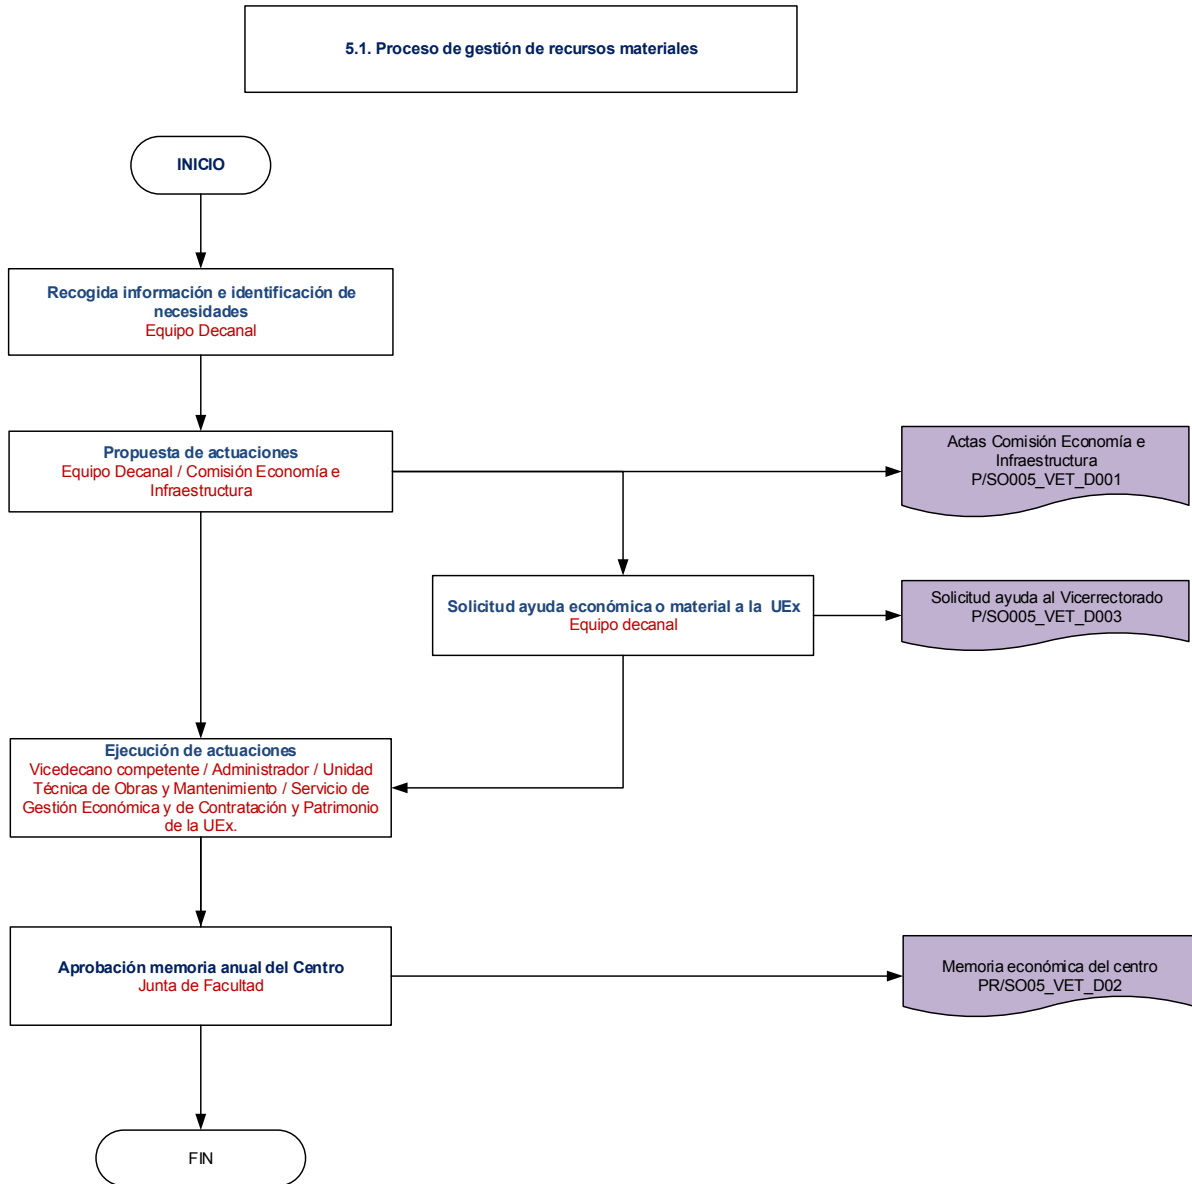 5.1. Proceso de gestión de recursos materiales
INICIO
Recogida información e identificación de
necesidades
Equipo Decanal
Propuesta de actuaciones
Equipo Decanal / Comisión Economía e
Infraestructura
Actas Comisión Economía e
Infraestructura
P/SO005_VET_D001
Solicitud ayuda económica o material a la UEx
Equipo decanal
Solicitud ayuda al Vicerrectorado
P/SO005_VET_D003
Ejecución de actuaciones
Vicedecano competente / Administrador / Unidad
Técnica de Obras y Mantenimiento / Servicio de
Gestión Económica y de Contratación y Patrimonio
de la UEx.
Aprobación memoria anual del Centro
Junta de Facultad
Memoria económica del centro
PR/SO05_VET_D02
FIN